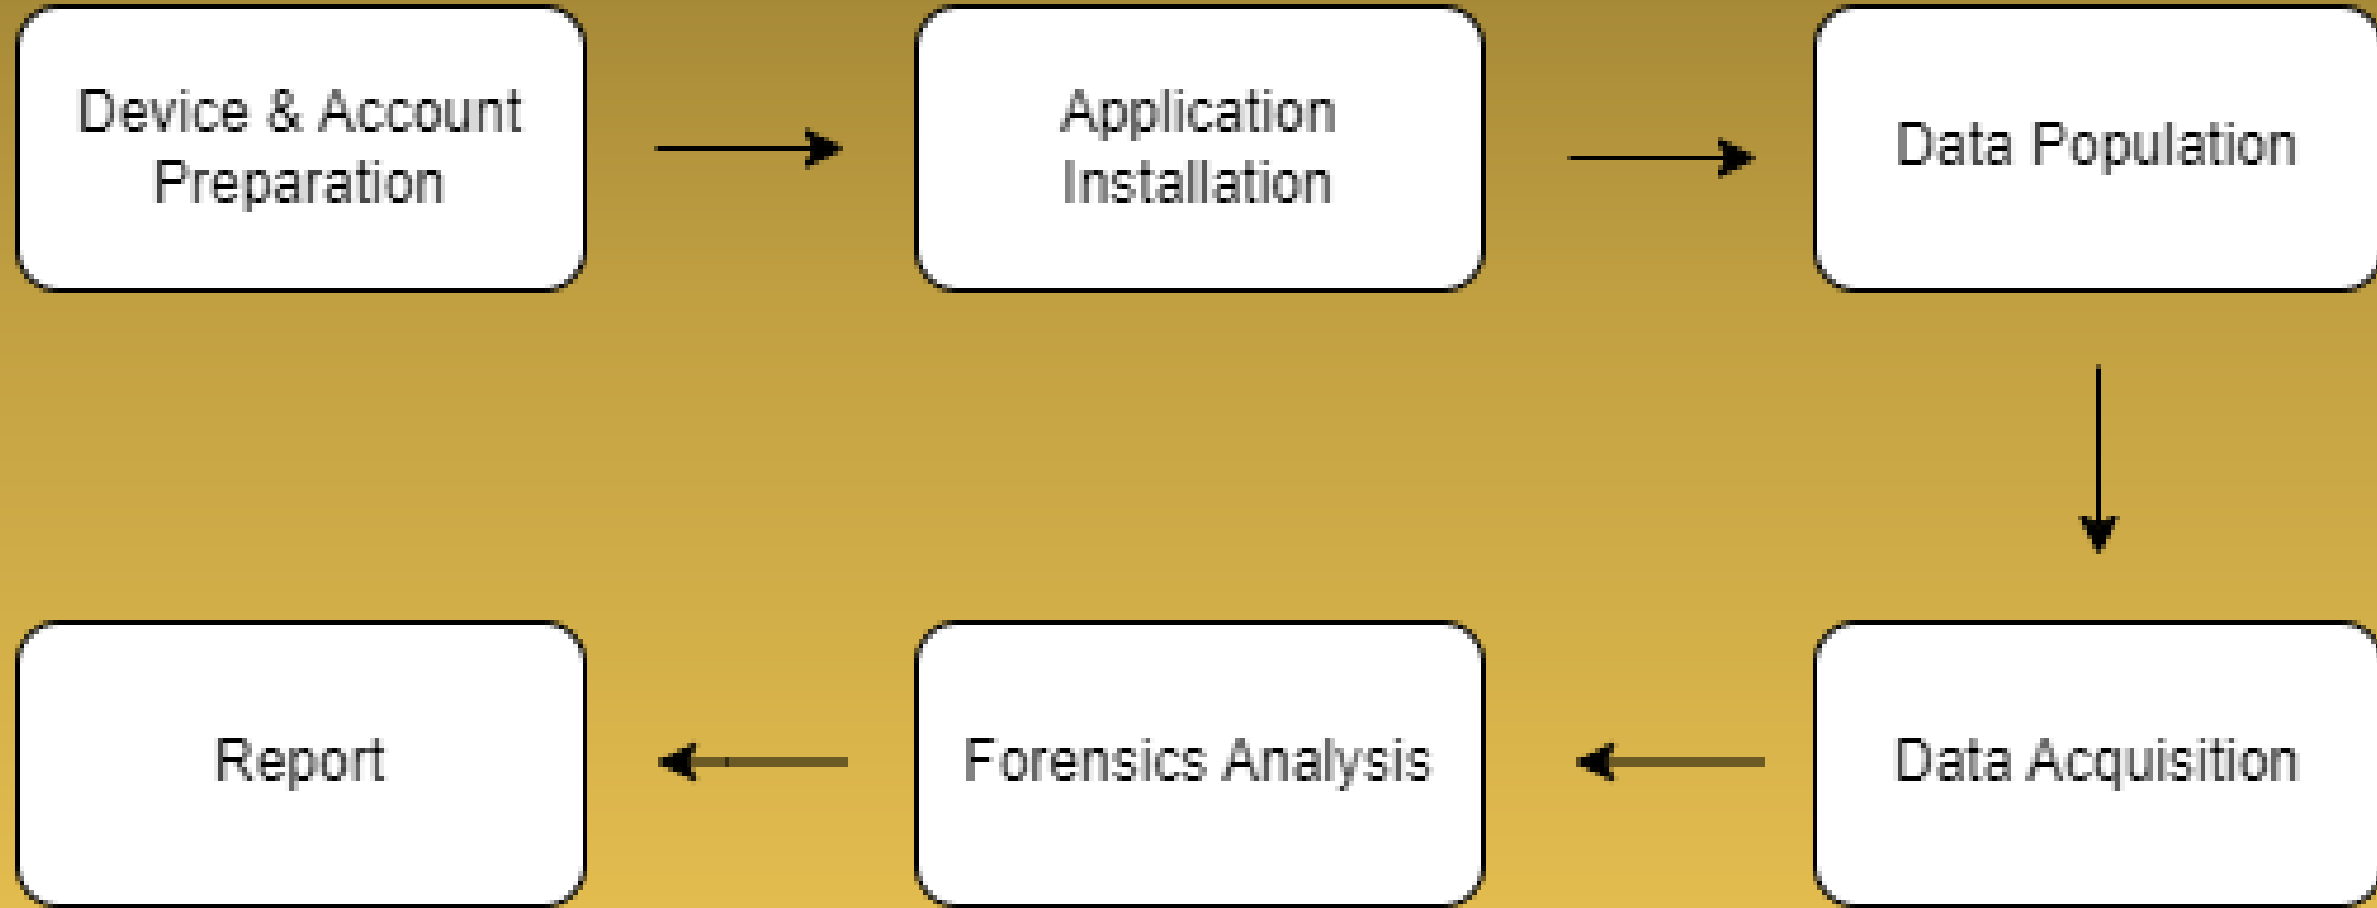 Device & Account
Preparation
Application
Installation
Data Population
Data Acquisition
Forensics Analysis
Report